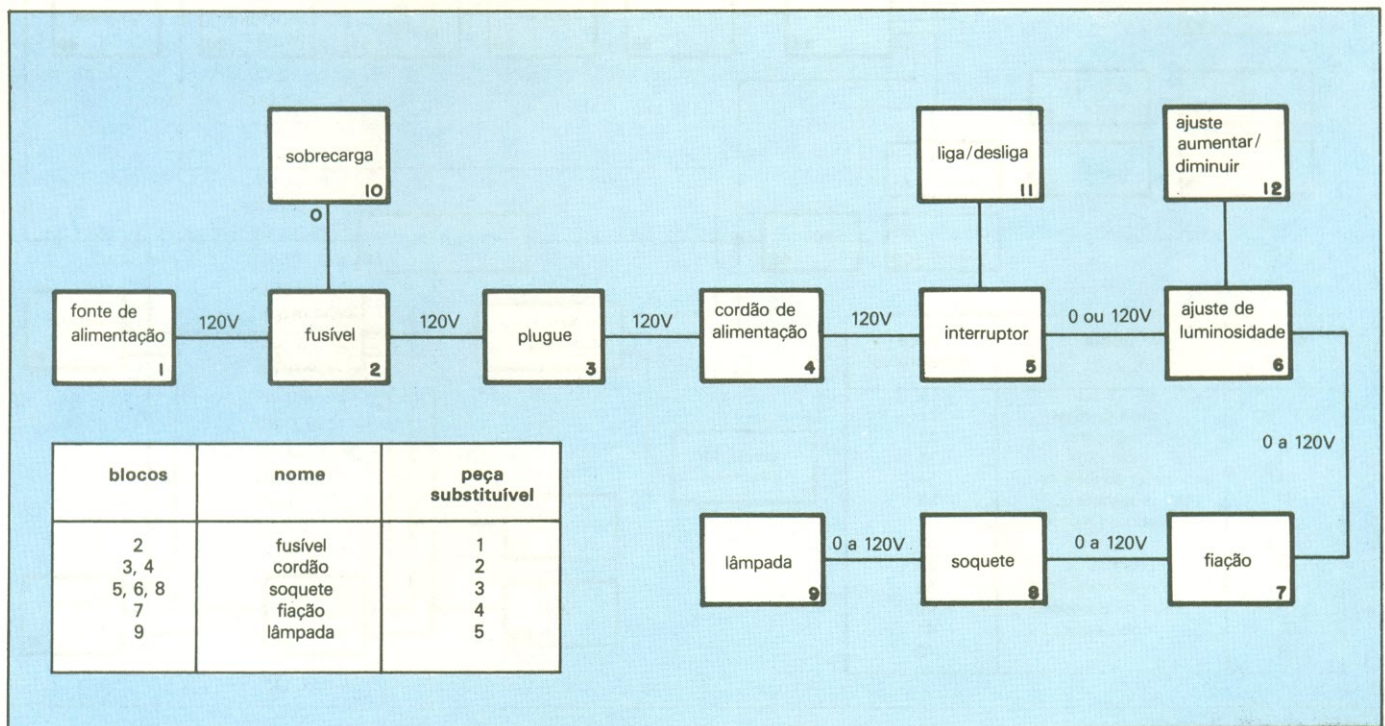 sobrecarga
10
0
liga/desliga
11
ajuste
aumentar/
diminuir
12
fonte de
alimentação
1
120V
fusível
2
120V
plugue
3
120V
cordão de
alimentação
4
120V
interruptor
5
0 ou 120V
ajuste de
luminosidade
6
0 a 120V
lâmpada
9
0 a 120V
soquete
8
0 a 120V
fiação
7
blocos nome peça substituível
2 fusível 1
3, 4 cordão 2
5, 6, 8 soquete 3
7 fiação 4
9 lâmpada 5